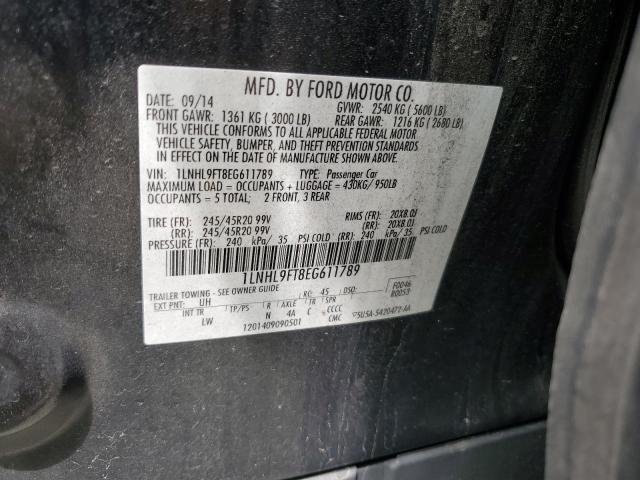 MFD. BY FORD MOTOR CO.
DATE: 09/14 GVWR: 2540 KG ( 5600 LB)
FRONT GAWR: 1361 KG ( 3000 LB) REAR GAWR: 1216 KG ( 2680 LB)
THIS VEHICLE CONFORMS TO ALL APPLICABLE FEDERAL MOTOR
VEHICLE SAFETY, BUMPER, AND THEFT PREVENTION STANDARDS
IN EFFECT ON THE DATE OF MANUFACTURE SHOWN ABOVE.
VIN: 1LNHL9FT8EG611789 TYPE: Passenger Car
MAXIMUM LOAD = OCCUPANTS + LUGGAGE = 430KG/ 950LB
OCCUPANTS = 5 TOTAL; 2 FRONT, 3 REAR
TIRE (FR): 245/45R20 99V RIMS (FR): 20X8.0J
(RR): 245/45R20 99V (RR): 20X8.0J
PRESSURE (FR): 240 kPa/ 35 PSI COLD (RR): 240 kPa/ 35 PSI COLD
1LNHL9FT8EG611789
TRAILER TOWING - SEE OWNER GUIDE
EXT PNT: UH RC: 45 DSO: F0046
R0053
INT TR TP/PS R AXLE TR SPR
LW N 4A C CCCC
1201409090501 CMC